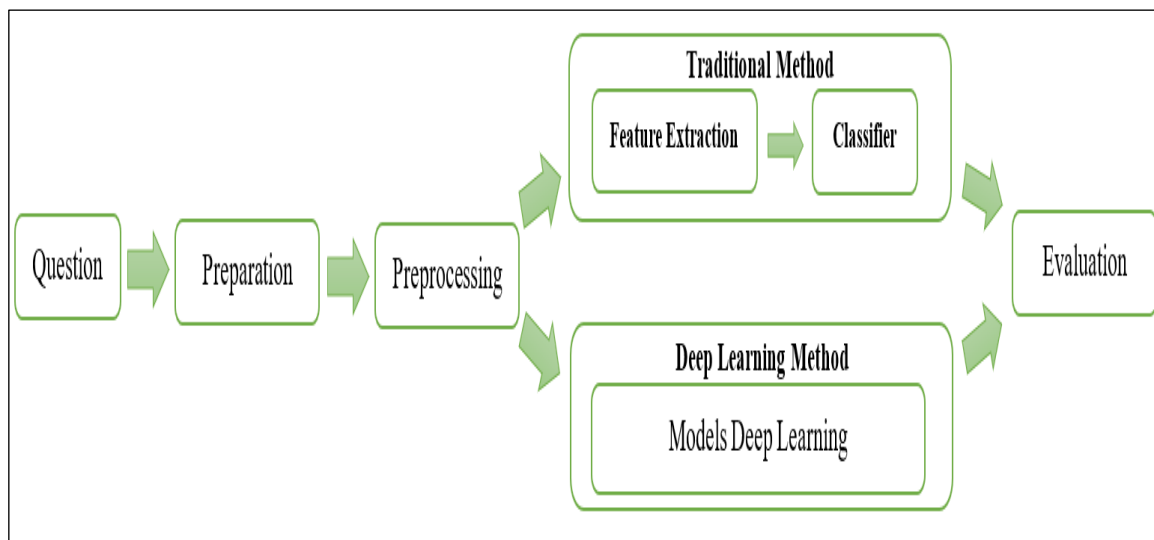 Question
Preparation
Preprocessing
Traditional Method
Feature Extraction
Classifier
Deep Learning Method
Models Deep Learning
Evaluation